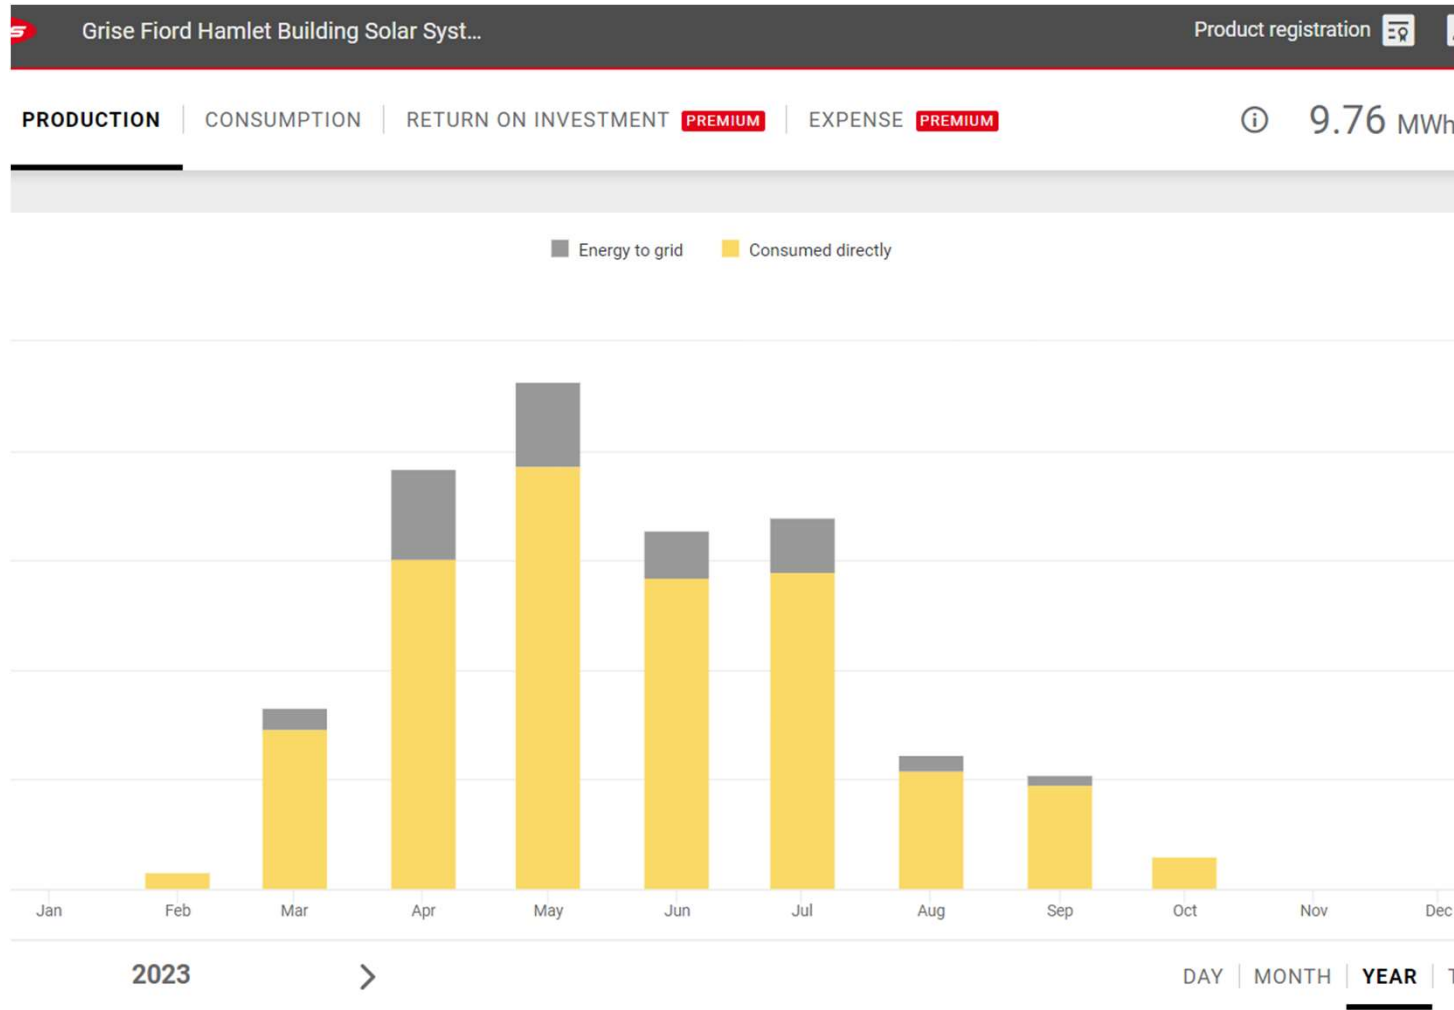 Grise Fiord Hamlet Building Solar Syst...
Product registration
PRODUCTION CONSUMPTION RETURN ON INVESTMENT PREMIUM EXPENSE PREMIUM 9.76 MWh
Energy to grid Consumed directly
Jan Feb Mar Apr May Jun Jul Aug Sep Oct Nov Dec
2023
DAY MONTH YEAR